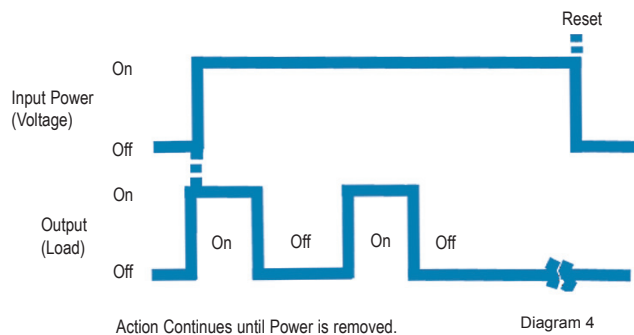 Reset
On
Input Power
(Voltage)
Off
On
Output
(Load)
On Off On Off
Off
Action Continues until Power is removed.
Diagram 4